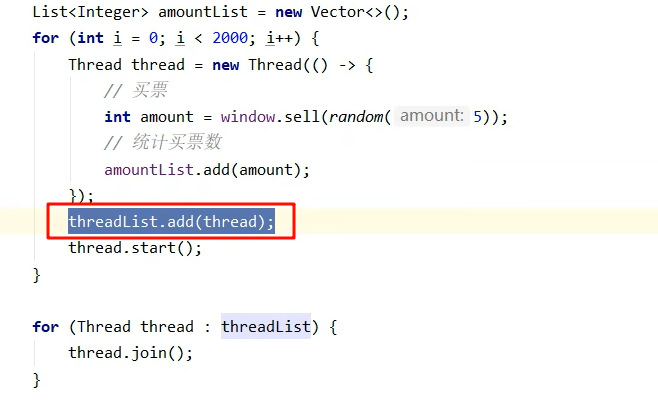 List<Integer> amountList = new Vector<>();
for (int i = 0; i < 2000; i++) {
Thread thread = new Thread(() -> {
// 买票
int amount = window.sell(random( amount: 5));
// 统计买票数
amountList.add(amount);
});
threadList.add(thread);
thread.start();
}
for (Thread thread : threadList) {
thread.join();
}